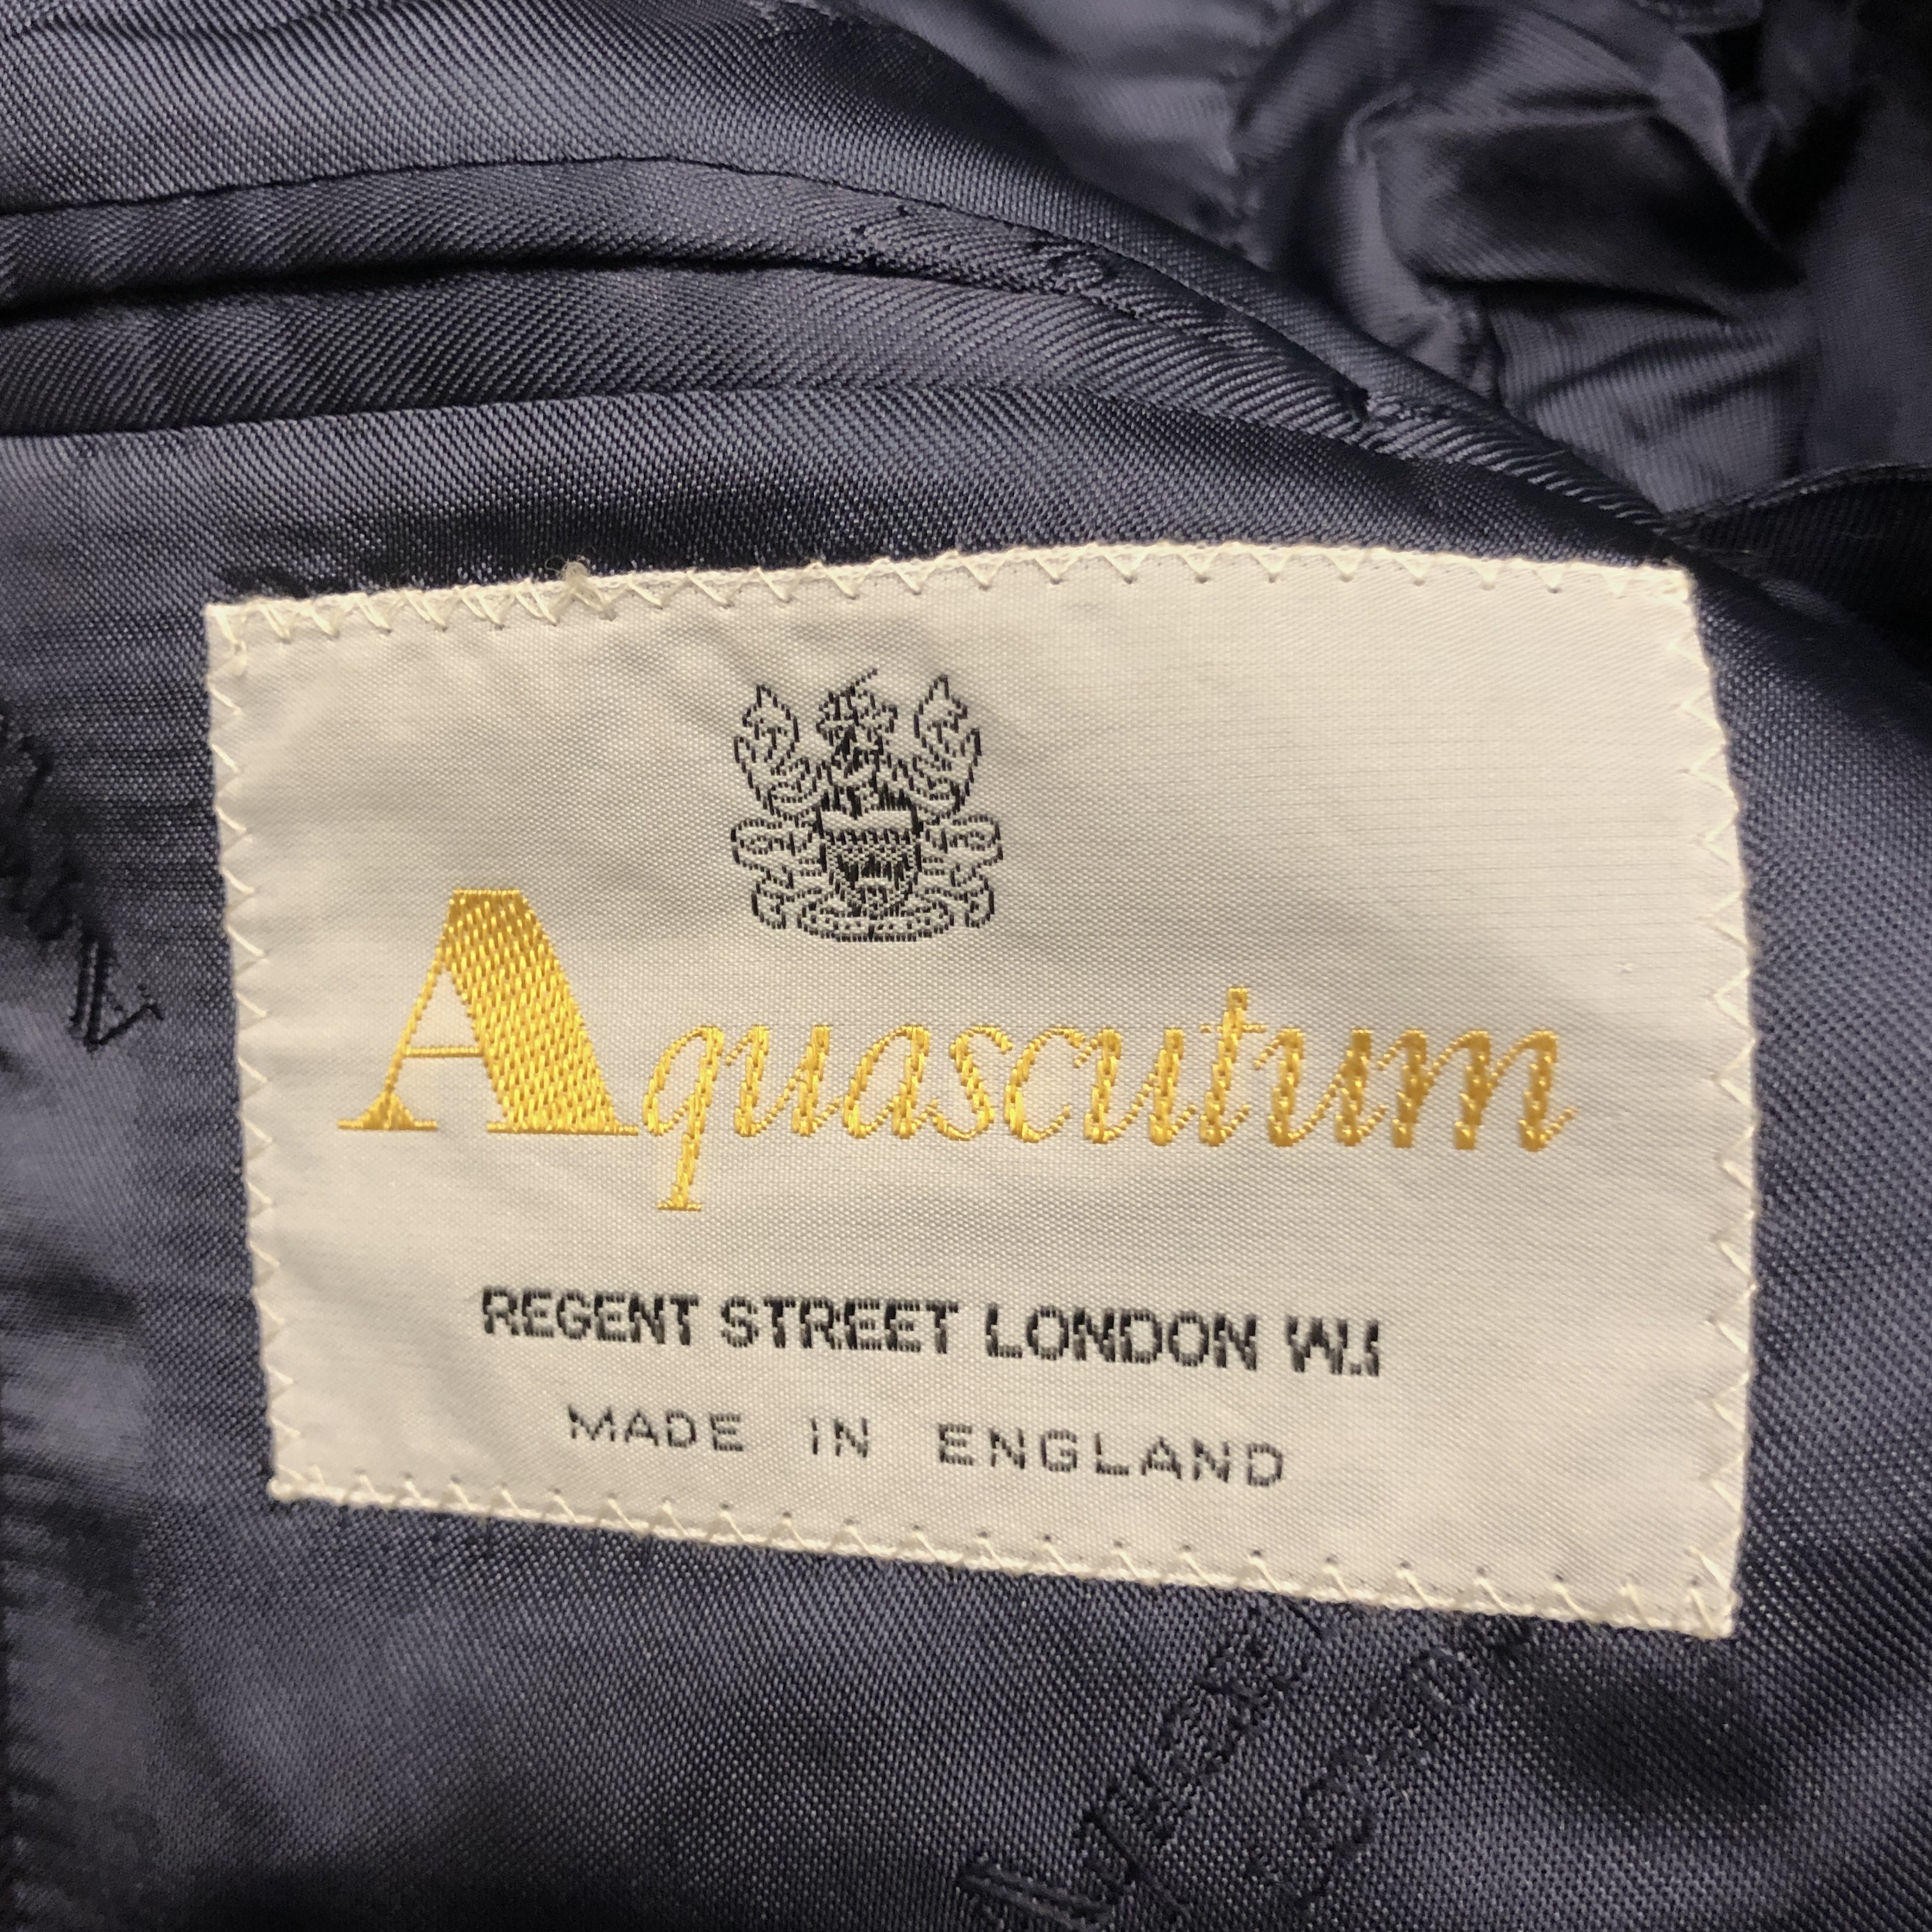 Aquascutum
REGENT STREET LONDON W.1
MADE IN ENGLAND